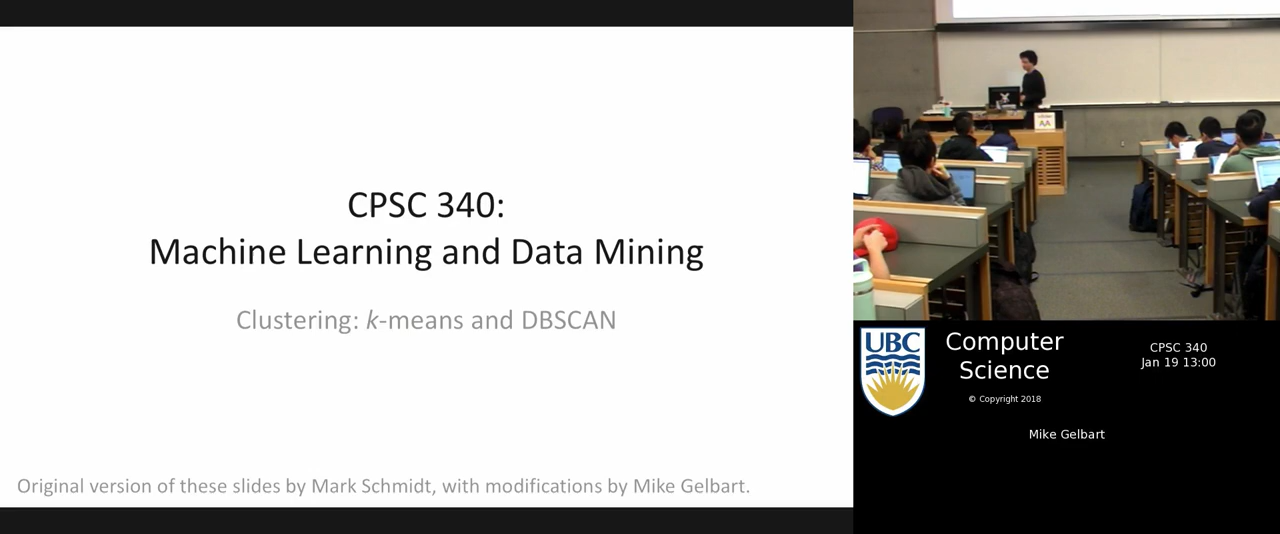 CPSC 340:
Machine Learning and Data Mining
Clustering: k-means and DBSCAN
Original version of these slides by Mark Schmidt, with modifications by Mike Gelbart.
AA
UBC
Computer
Science
© Copyright 2018
CPSC 340
Jan 19 13:00
Mike Gelbart